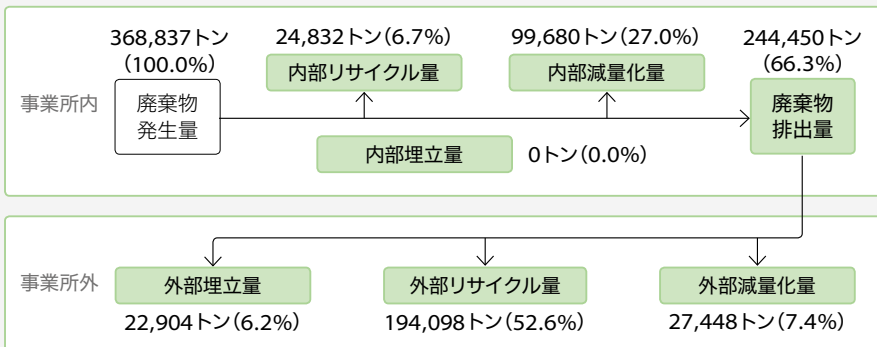 368,837トン
(100.0%)
24,832トン(6.7%)
99,680トン(27.0%)
244,450トン
(66.3%)
内部リサイクル量
内部減量化量
事業所内
廃棄物
発生量
廃棄物
排出量
内部埋立量
0トン(0.0%)
事業所外
外部埋立量
外部リサイクル量
外部減量化量
22,904トン(6.2%)
194,098トン(52.6%)
27,448トン(7.4%)